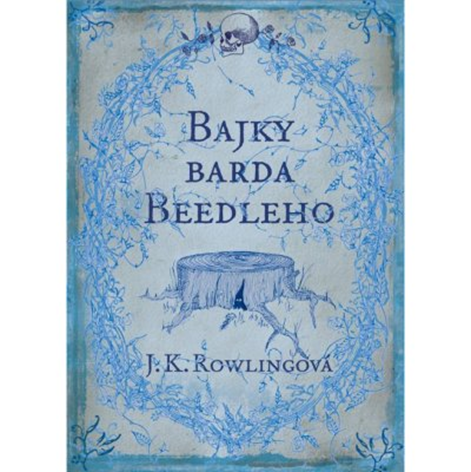 Bajky
barda
Beedleho
J. K. Rowlingová